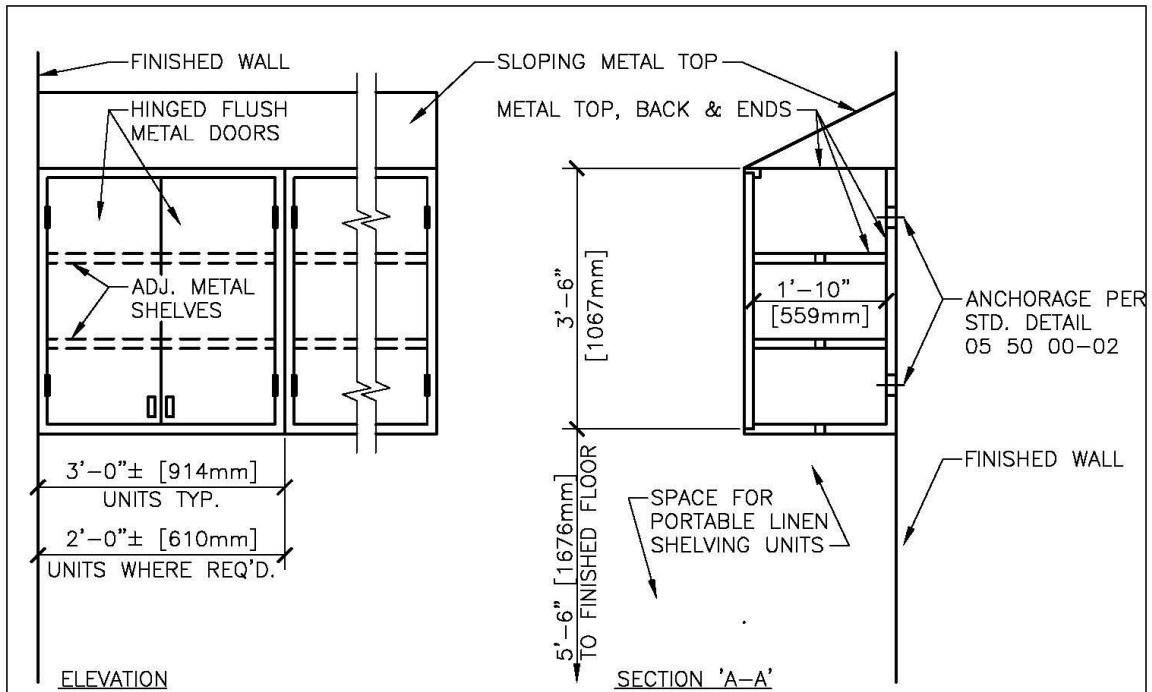 FINISHED WALL
SLOPING METAL TOP
HINGED FLUSH
METAL DOORS
METAL TOP, BACK & ENDS
ADJ. METAL
SHELVES
3'-6"
[1067mm]
1'-10"
[559mm]
ANCHORAGE PER
STD. DETAIL
05 50 00-02
3'-0"± [914mm]
UNITS TYP.
2'-0"± [610mm]
UNITS WHERE REQ'D.
5'-6" [1676mm]
TO FINISHED FLOOR
SPACE FOR
PORTABLE LINEN
SHELVING UNITS
FINISHED WALL
ELEVATION
SECTION 'A-A'